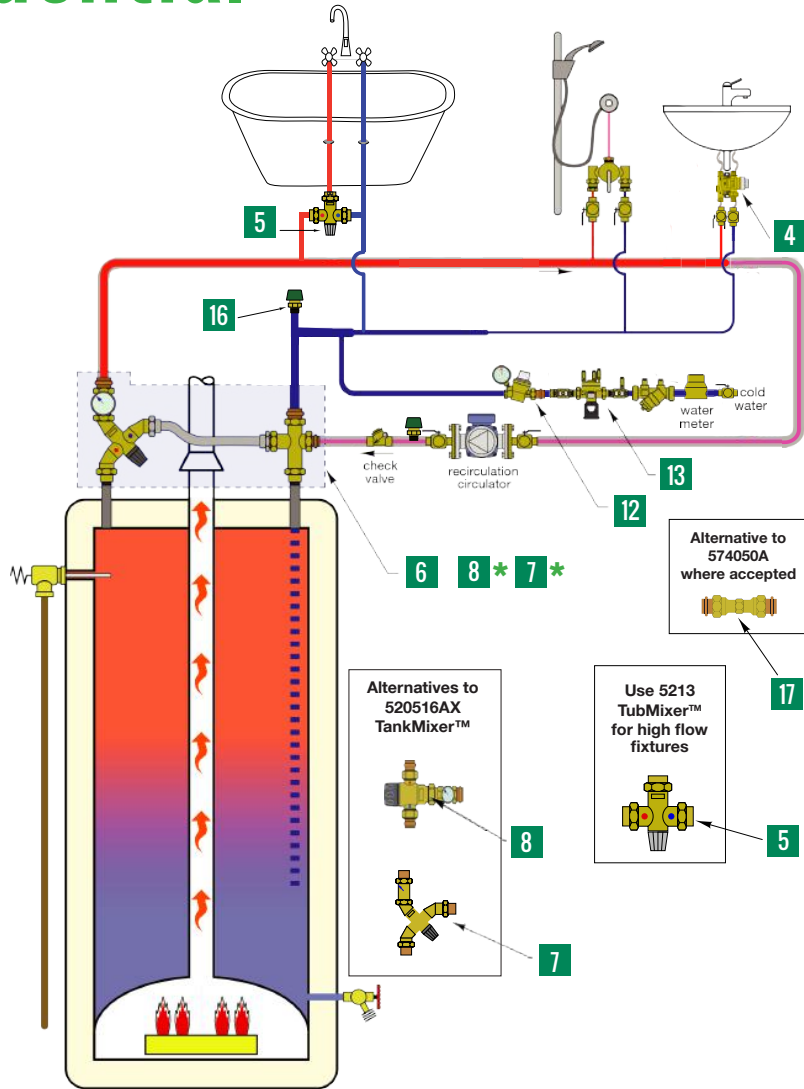 5
4
16
cold
water
water
meter
check
valve
recirculation
circulator
12
13
6 8* 7*
Alternative to
574050A
where accepted
17
Alternatives to
520516AX
TankMixer™
8
7
Use 5213
TubMixer™
for high flow
fixtures
5